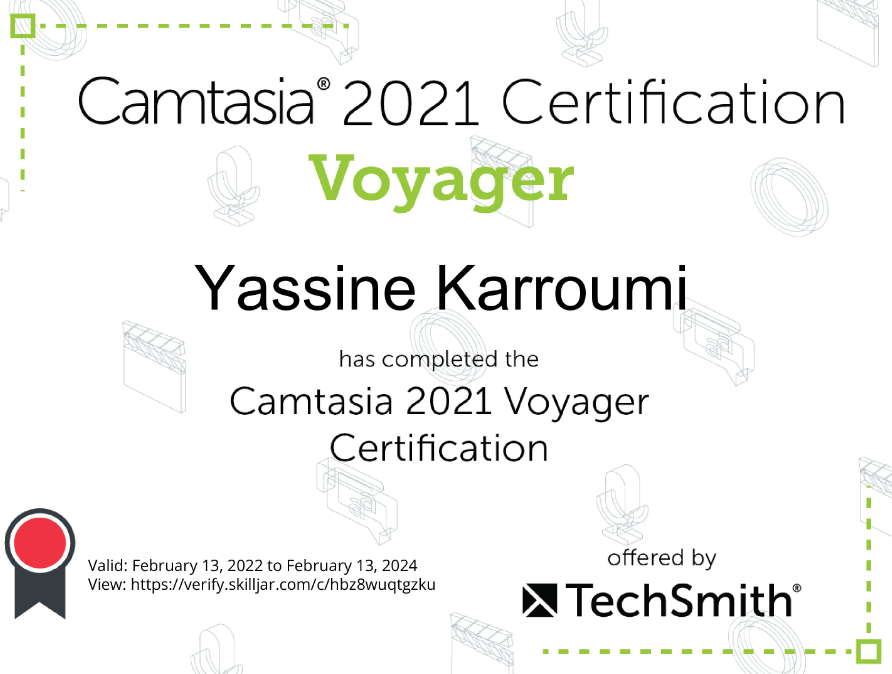 Camtasia® 2021 Certification
Voyager
Yassine Karroumi
has completed the
Camtasia 2021 Voyager
Certification
Valid: February 13, 2022 to February 13, 2024
View: https://verify.skilljar.com/c/hbz8wuqtgzku
offered by
TechSmith®